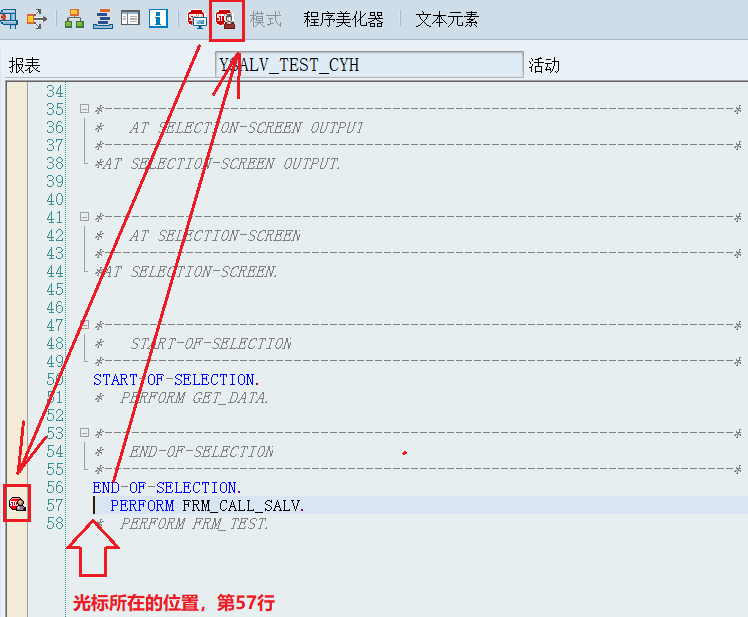 模式 程序美化器 文本元素
报表 YSALV_TEST_CYH 活动
34
35 *---------------------------------------------------------------------*
36 * AT SELECTION-SCREEN OUTPUT
37 *---------------------------------------------------------------------*
38 *AT SELECTION-SCREEN OUTPUT.
39
40
41 *---------------------------------------------------------------------*
42 * AT SELECTION-SCREEN
43 *---------------------------------------------------------------------*
44 *AT SELECTION-SCREEN.
45
46
47 *---------------------------------------------------------------------*
48 * START-OF-SELECTION
49 *---------------------------------------------------------------------*
50 START-OF-SELECTION.
51 * PERFORM GET_DATA.
52
53 *---------------------------------------------------------------------*
54 * END-OF-SELECTION
55 *---------------------------------------------------------------------*
56 END-OF-SELECTION.
57 PERFORM FRM_CALL_SALV.
58 * PERFORM FRM_TEST.
光标所在的位置，第57行